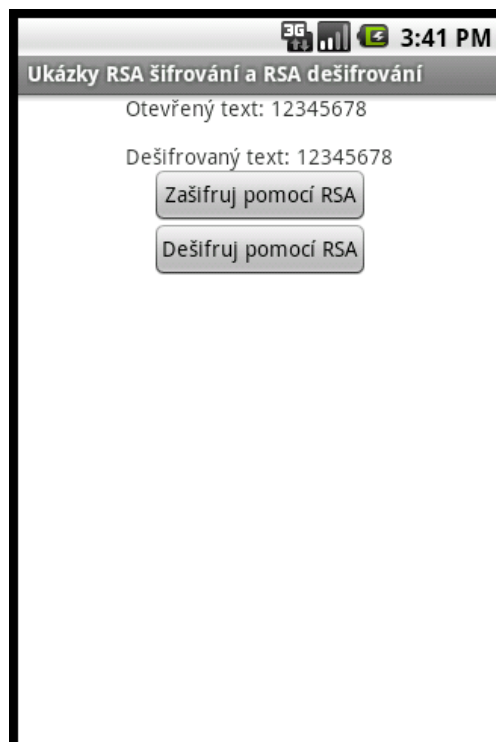 3G 3:41 PM
Ukázky RSA šifrování a RSA dešifrování
Otevřený text: 12345678
Dešifrovaný text: 12345678
Zašifruj pomocí RSA
Dešifruj pomocí RSA